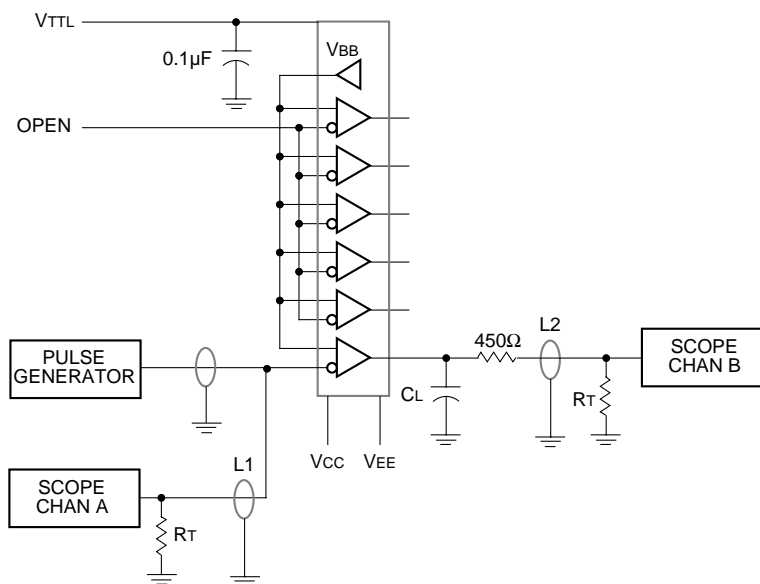 VTTL
VBB
0.1µF
OPEN
PULSE
GENERATOR
450Ω
L2
SCOPE
CHAN B
CL
RT
VCC
VEE
L1
SCOPE
CHAN A
RT